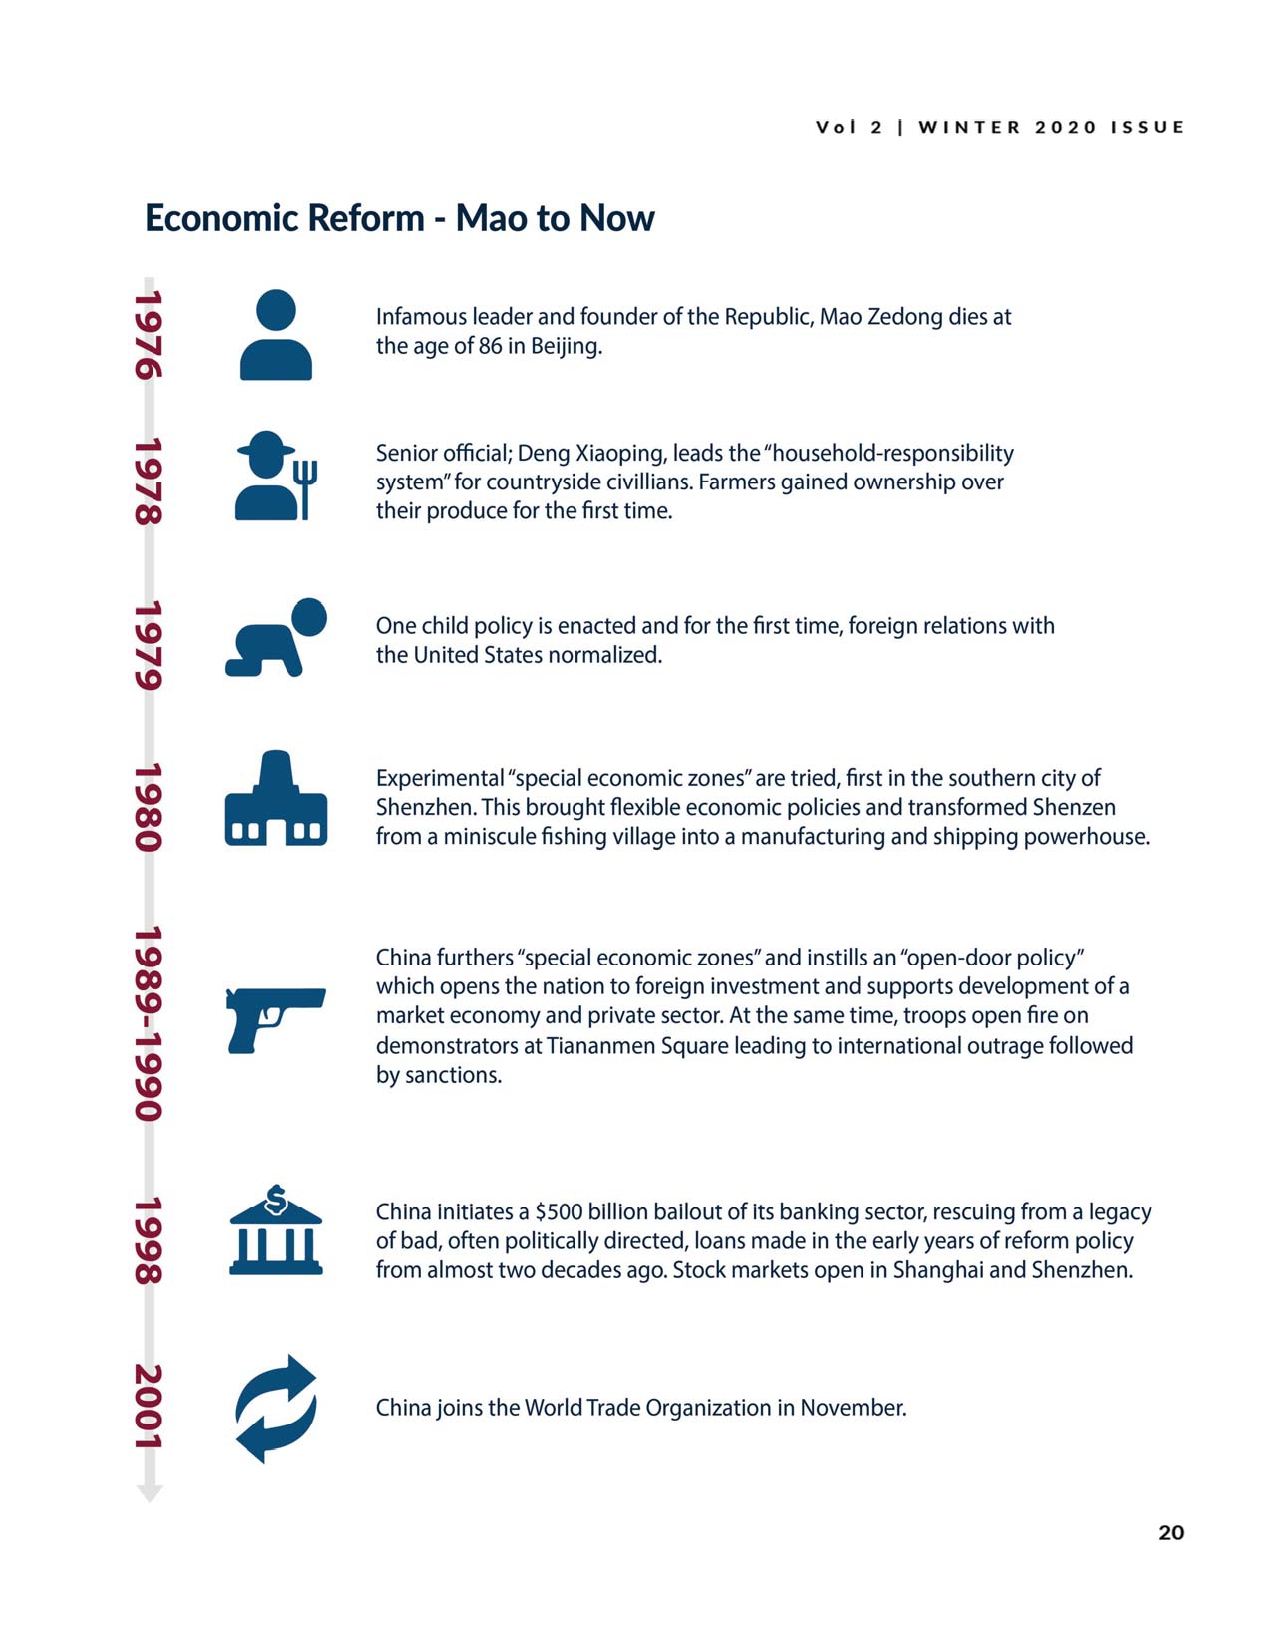 Vol 2 | WINTER 2020 ISSUE
Economic Reform - Mao to Now
1976
Infamous leader and founder of the Republic, Mao Zedong dies at
the age of 86 in Beijing.
1978
Senior official; Deng Xiaoping, leads the “household-responsibility
system” for countryside civillians. Farmers gained ownership over
their produce for the first time.
1979
One child policy is enacted and for the first time, foreign relations with
the United States normalized.
1980
Experimental “special economic zones” are tried, first in the southern city of
Shenzhen. This brought flexible economic policies and transformed Shenzen
from a miniscule fishing village into a manufacturing and shipping powerhouse.
1989-1990
China furthers “special economic zones” and instills an “open-door policy”
which opens the nation to foreign investment and supports development of a
market economy and private sector. At the same time, troops open fire on
demonstrators at Tiananmen Square leading to international outrage followed
by sanctions.
1998
$
China initiates a $500 billion bailout of its banking sector, rescuing from a legacy
of bad, often politically directed, loans made in the early years of reform policy
from almost two decades ago. Stock markets open in Shanghai and Shenzhen.
2001
China joins the World Trade Organization in November.
20